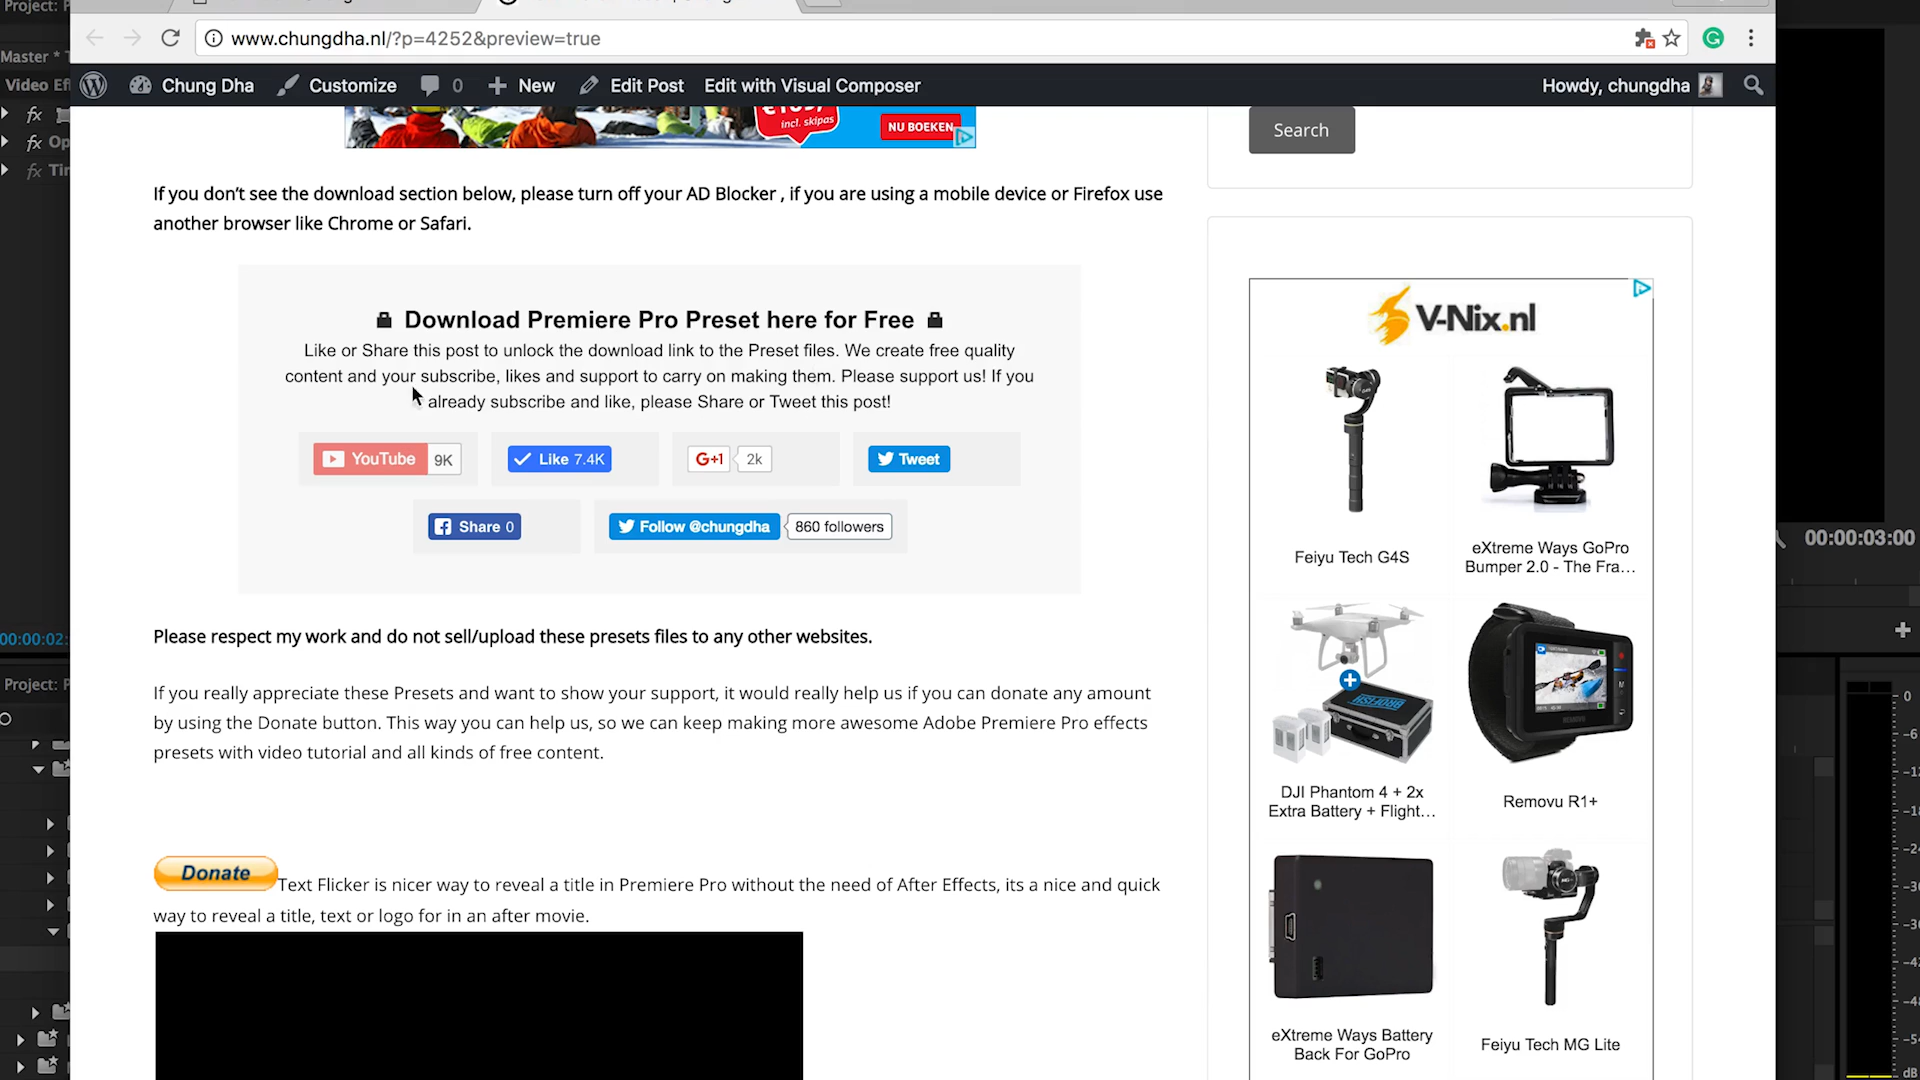 Project: P
www.chungdha.nl/?p=4252&preview=true
Master *
Video Eff
Chung Dha
Customize
0
New
Edit Post
Edit with Visual Composer
Howdy, chungdha
fx
fx Op
fx Tir
incl. skipas
NU BOEKEN
Search
If you don't see the download section below, please turn off your AD Blocker , if you are using a mobile device or Firefox use
another browser like Chrome or Safari.
Download Premiere Pro Preset here for Free
Like or Share this post to unlock the download link to the Preset files. We create free quality
content and your subscribe, likes and support to carry on making them. Please support us! If you
already subscribe and like, please Share or Tweet this post!
YouTube 9K
Like 7.4K
G+1 2k
Tweet
Share 0
Follow @chungdha 860 followers
Please respect my work and do not sell/upload these presets files to any other websites.
If you really appreciate these Presets and want to show your support, it would really help us if you can donate any amount
by using the Donate button. This way you can help us, so we can keep making more awesome Adobe Premiere Pro effects
presets with video tutorial and all kinds of free content.
Donate
Text Flicker is nicer way to reveal a title in Premiere Pro without the need of After Effects, its a nice and quick
way to reveal a title, text or logo for in an after movie.
V-Nix.nl
Feiyu Tech G4S
eXtreme Ways GoPro
Bumper 2.0 - The Fra...
DJI Phantom 4 + 2x
Extra Battery + Flight...
Removu R1+
eXtreme Ways Battery
Back For GoPro
Feiyu Tech MG Lite
00:00:02:
Project: P
00:00:03:00
0
-6
dB